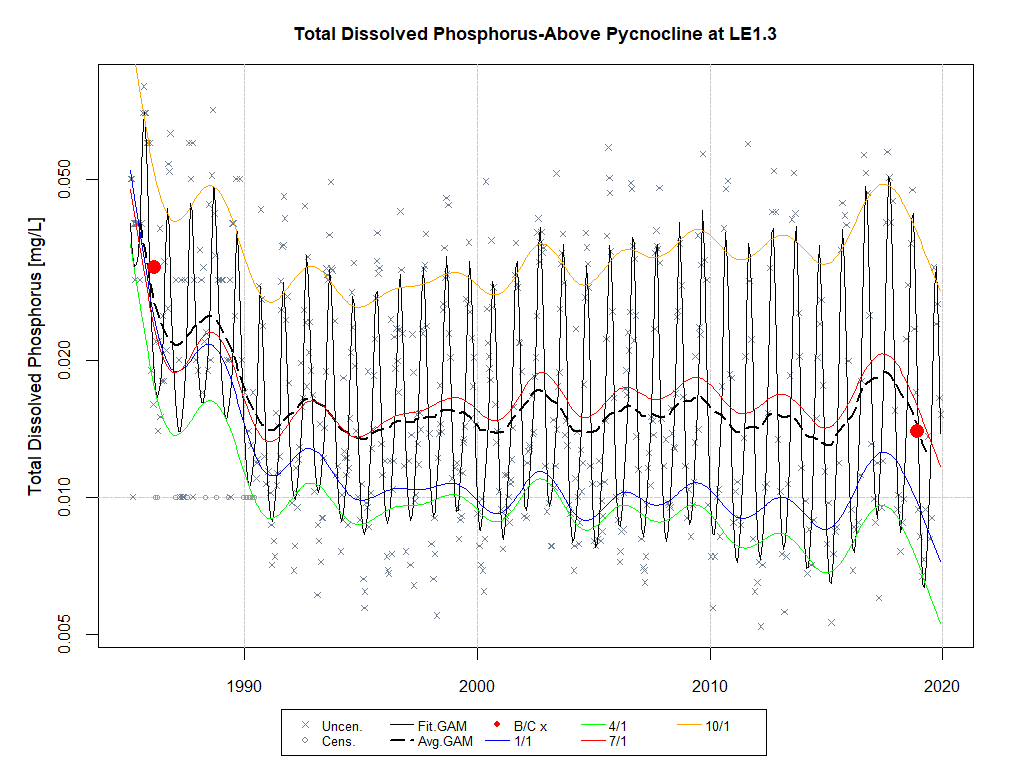 Total Dissolved Phosphorus-Above Pycnocline at LE1.3
Total Dissolved Phosphorus [mg/L]
0.050
0.020
0.010
0.005
1990 2000 2010 2020
Uncen. Fit.GAM B/C x 4/1 10/1
Cens. Avg.GAM 1/1 7/1